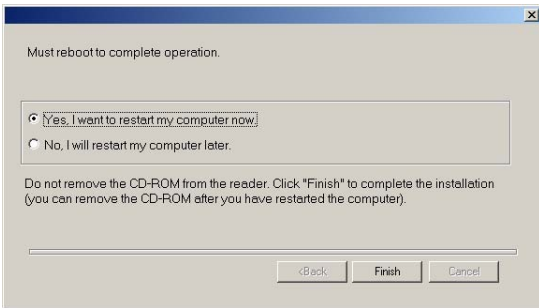 Must reboot to complete operation.
Yes, I want to restart my computer now.
No, I will restart my computer later.
Do not remove the CD-ROM from the reader. Click "Finish" to complete the installation
(you can remove the CD-ROM after you have restarted the computer).
<Back Finish Cancel